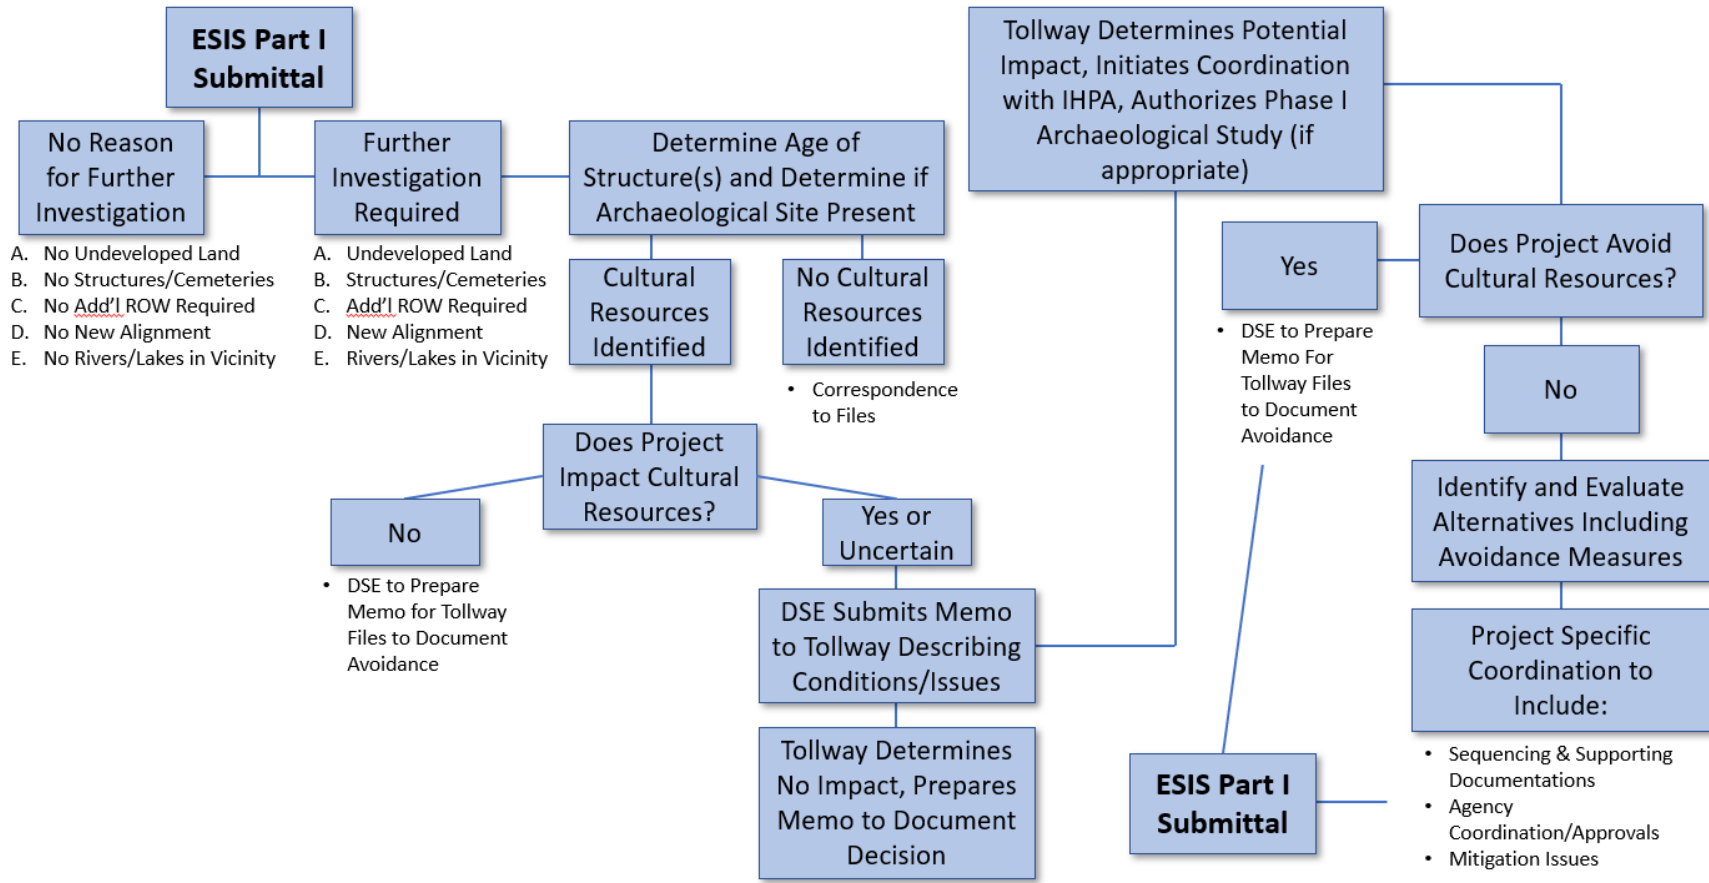 ESIS Part I
Submittal
No Reason
for Further
Investigation
A. No Undeveloped Land
B. No Structures/Cemeteries
C. No Add'l ROW Required
D. No New Alignment
E. No Rivers/Lakes in Vicinity
Further
Investigation
Required
A. Undeveloped Land
B. Structures/Cemeteries
C. Add'l ROW Required
D. New Alignment
E. Rivers/Lakes in Vicinity
Determine Age of
Structure(s) and Determine if
Archaeological Site Present
Cultural
Resources
Identified
No Cultural
Resources
Identified
• Correspondence
to Files
Does Project
Impact Cultural
Resources?
No
• DSE to Prepare
Memo for Tollway
Files to Document
Avoidance
Yes or
Uncertain
DSE Submits Memo
to Tollway Describing
Conditions/Issues
Tollway Determines
No Impact, Prepares
Memo to Document
Decision
Tollway Determines Potential
Impact, Initiates Coordination
with IHPA, Authorizes Phase I
Archaeological Study (if
appropriate)
Does Project Avoid
Cultural Resources?
Yes
• DSE to Prepare
Memo For
Tollway Files
to Document
Avoidance
No
Identify and Evaluate
Alternatives Including
Avoidance Measures
Project Specific
Coordination to
Include:
• Sequencing & Supporting
Documentations
• Agency
Coordination/Approvals
• Mitigation Issues
ESIS Part I
Submittal